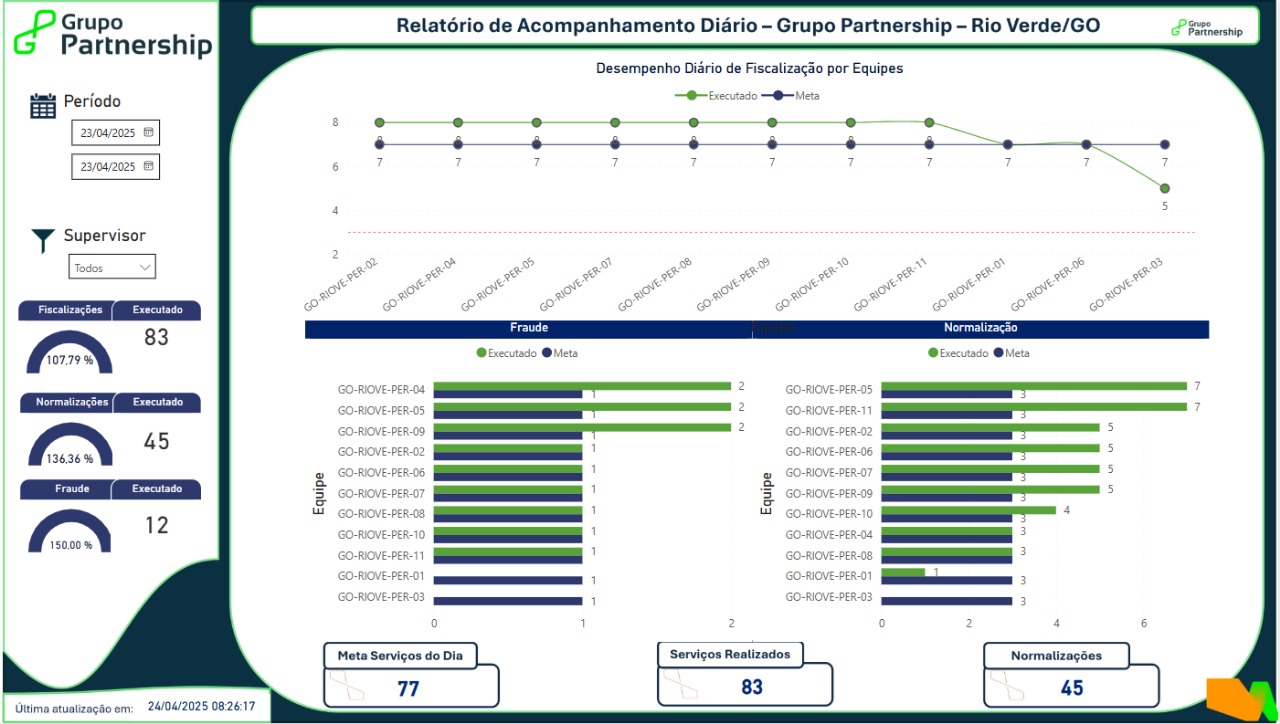 Grupo
Partnership
Relatório de Acompanhamento Diário – Grupo Partnership – Rio Verde/GO
Grupo
Partnership
Desempenho Diário de Fiscalização por Equipes
Executado Meta
Período
23/04/2025
23/04/2025
Supervisor
Todos
8
6
4
2
8 8 8 8 8 8 8 8
7 7 7 7 7 7 7 7 7 7 7
5
GO-RIOVE-PER-02 GO-RIOVE-PER-04 GO-RIOVE-PER-05 GO-RIOVE-PER-07 GO-RIOVE-PER-08 GO-RIOVE-PER-09 GO-RIOVE-PER-10 GO-RIOVE-PER-11 GO-RIOVE-PER-01 GO-RIOVE-PER-06 GO-RIOVE-PER-03
Fiscalizações Executado
107,79 % 83
Normalizações Executado
136,36 % 45
Fraude Executado
150,00 % 12
Fraude
Executado Meta
Equipe
GO-RIOVE-PER-04 2 1
GO-RIOVE-PER-05 2 1
GO-RIOVE-PER-09 2 1
GO-RIOVE-PER-02 1
GO-RIOVE-PER-06 1
GO-RIOVE-PER-07 1
GO-RIOVE-PER-08 1
GO-RIOVE-PER-10 1
GO-RIOVE-PER-11 1
GO-RIOVE-PER-01 1
GO-RIOVE-PER-03 1
0 1 2
Equipe
Normalização
Executado Meta
Equipe
GO-RIOVE-PER-05 7 3
GO-RIOVE-PER-11 7 3
GO-RIOVE-PER-02 5 3
GO-RIOVE-PER-06 5 3
GO-RIOVE-PER-07 5 3
GO-RIOVE-PER-09 5 3
GO-RIOVE-PER-10 4 3
GO-RIOVE-PER-04 3
GO-RIOVE-PER-08 3
GO-RIOVE-PER-01 1 3
GO-RIOVE-PER-03 3
0 2 4 6
Meta Serviços do Dia
77
Serviços Realizados
83
Normalizações
45
Última atualização em: 24/04/2025 08:26:17